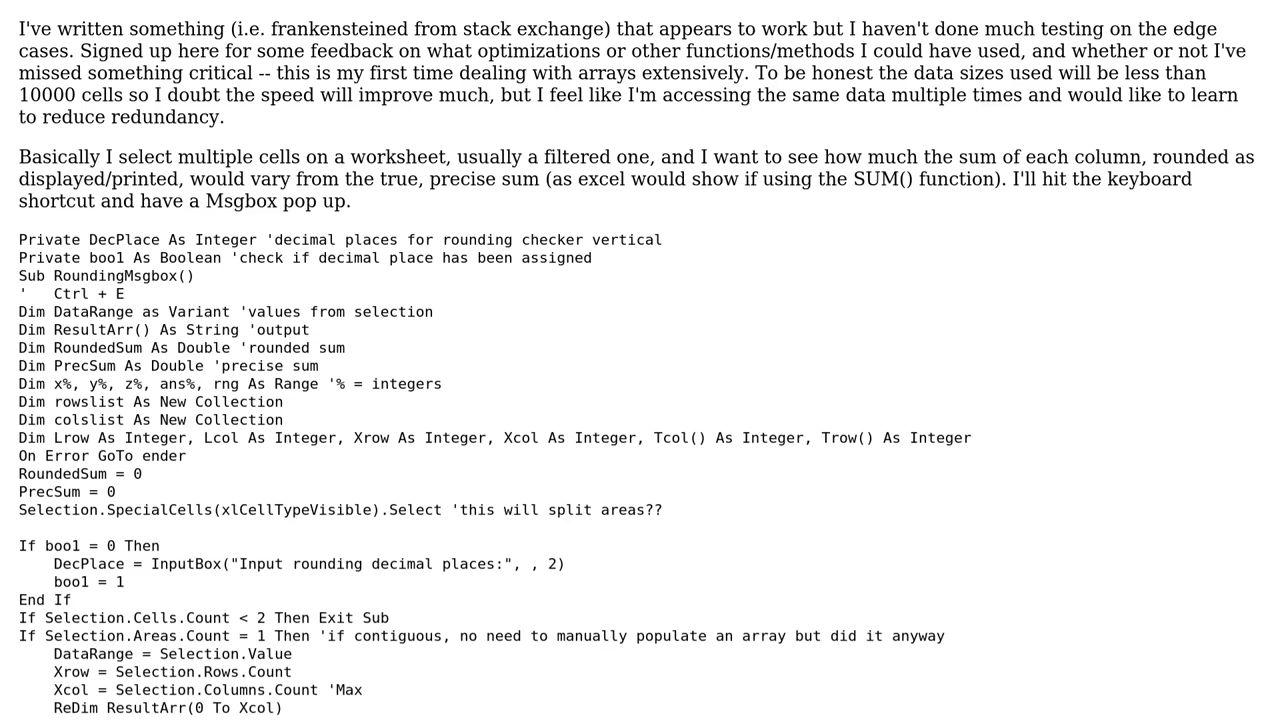 I've written something (i.e. frankensteined from stack exchange) that appears to work but I haven't done much testing on the edge
cases. Signed up here for some feedback on what optimizations or other functions/methods I could have used, and whether or not I've
missed something critical -- this is my first time dealing with arrays extensively. To be honest the data sizes used will be less than
10000 cells so I doubt the speed will improve much, but I feel like I'm accessing the same data multiple times and would like to learn
to reduce redundancy.
Basically I select multiple cells on a worksheet, usually a filtered one, and I want to see how much the sum of each column, rounded as
displayed/printed, would vary from the true, precise sum (as excel would show if using the SUM() function). I'll hit the keyboard
shortcut and have a Msgbox pop up.
Private DecPlace As Integer 'decimal places for rounding checker vertical
Private boo1 As Boolean 'check if decimal place has been assigned
Sub RoundingMsgbox()
'   Ctrl + E
Dim DataRange as Variant 'values from selection
Dim ResultArr() As String 'output
Dim RoundedSum As Double 'rounded sum
Dim PrecSum As Double 'precise sum
Dim x%, y%, z%, ans%, rng As Range '% = integers
Dim rowslist As New Collection
Dim colslist As New Collection
Dim Lrow As Integer, Lcol As Integer, Xrow As Integer, Xcol As Integer, Tcol() As Integer, Trow() As Integer
On Error GoTo ender
RoundedSum = 0
PrecSum = 0
Selection.SpecialCells(xlCellTypeVisible).Select 'this will split areas??
If boo1 = 0 Then
    DecPlace = InputBox("Input rounding decimal places:", , 2)
    boo1 = 1
End If
If Selection.Cells.Count < 2 Then Exit Sub
If Selection.Areas.Count = 1 Then 'if contiguous, no need to manually populate an array but did it anyway
    DataRange = Selection.Value
    Xrow = Selection.Rows.Count
    Xcol = Selection.Columns.Count 'Max
    ReDim ResultArr(0 To Xcol)